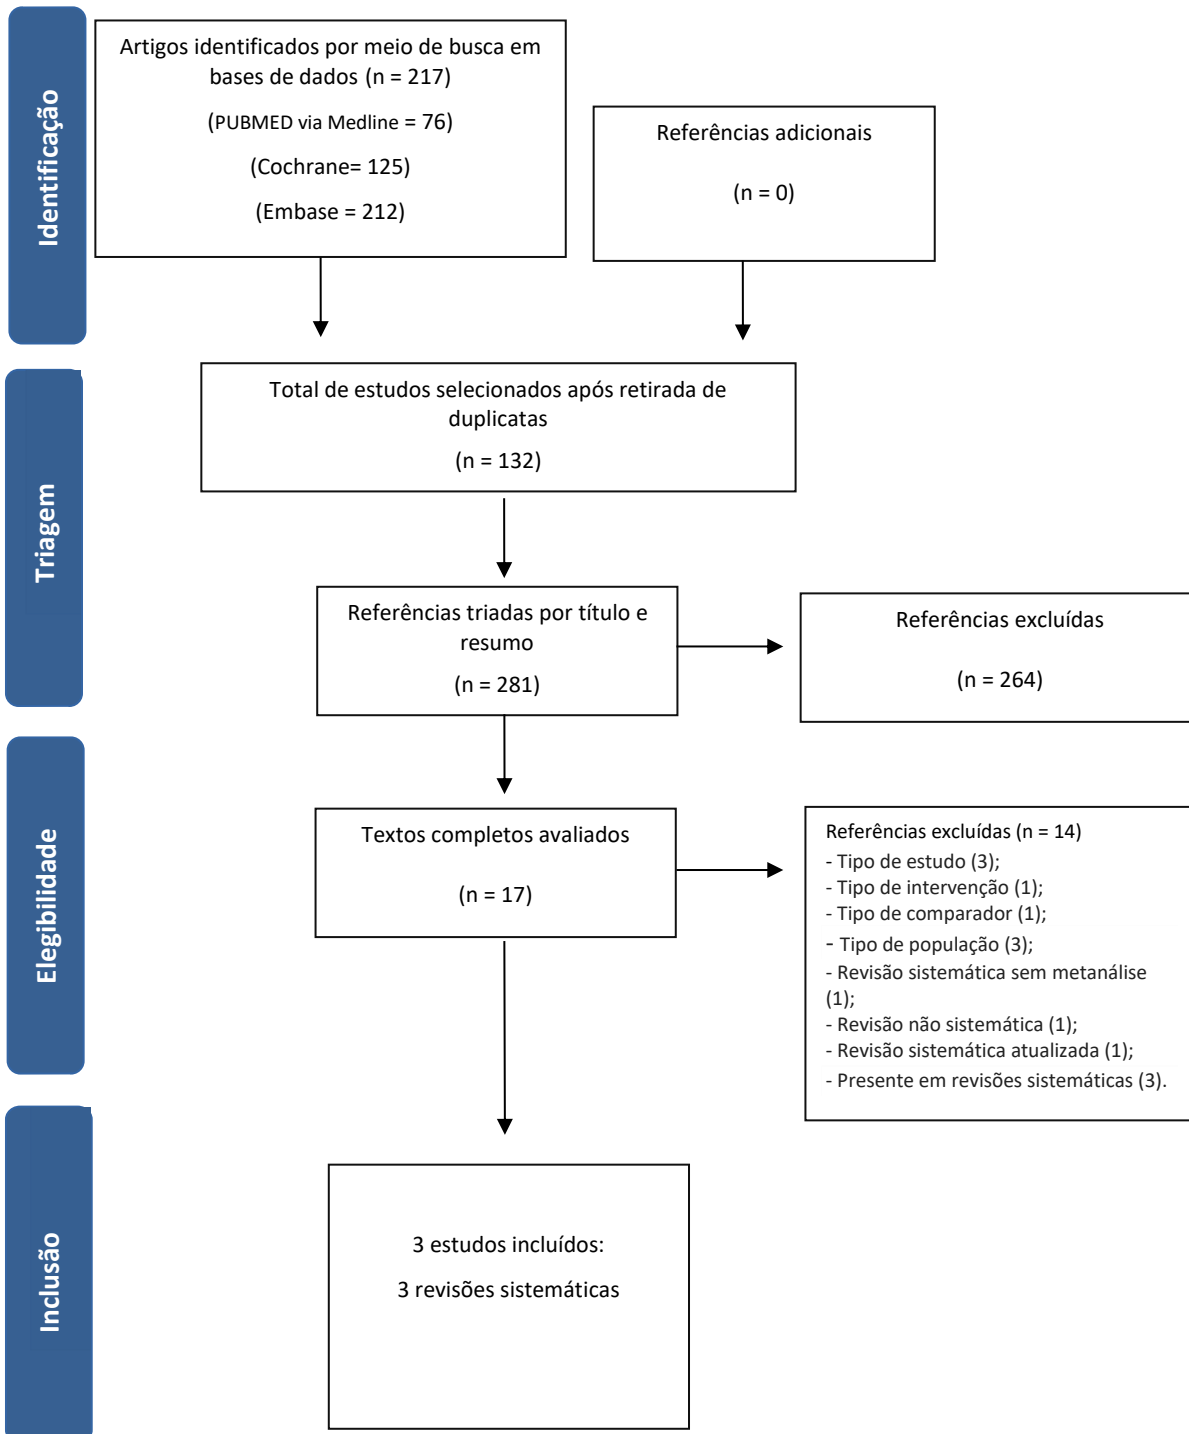 Identificação
Artigos identificados por meio de busca em
bases de dados (n = 217)
(PUBMED via Medline = 76)
(Cochrane= 125)
(Embase = 212)
Referências adicionais
(n = 0)
Triagem
Total de estudos selecionados após retirada de
duplicatas
(n = 132)
Referências triadas por título e
resumo
(n = 281)
Referências excluídas
(n = 264)
Elegibilidade
Textos completos avaliados
(n = 17)
Referências excluídas (n = 14)
- Tipo de estudo (3);
- Tipo de intervenção (1);
- Tipo de comparador (1);
- Tipo de população (3);
- Revisão sistemática sem metanálise
(1);
- Revisão não sistemática (1);
- Revisão sistemática atualizada (1);
- Presente em revisões sistemáticas (3).
Inclusão
3 estudos incluídos:
3 revisões sistemáticas